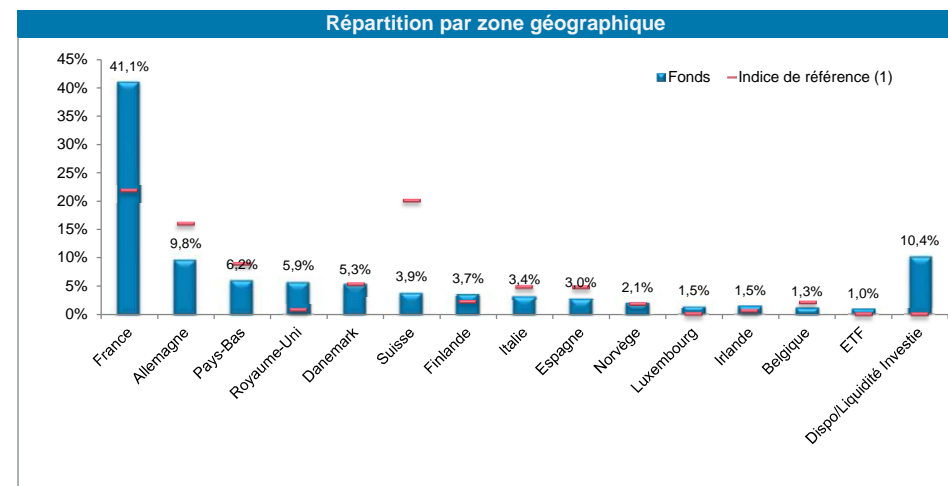 Répartition par zone géographique
45%
40%
35%
30%
25%
20%
15%
10%
5%
0%
Fonds
Indice de référence (1)
41,1%
9,8%
6,2%
5,9%
5,3%
3,9%
3,7%
3,4%
3,0%
2,1%
1,5%
1,5%
1,3%
1,0%
10,4%
France
Allemagne
Pays-Bas
Royaume-Uni
Danemark
Suisse
Finlande
Italie
Espagne
Norvège
Luxembourg
Irlande
Belgique
ETF
Dispo/Liquidité Investie